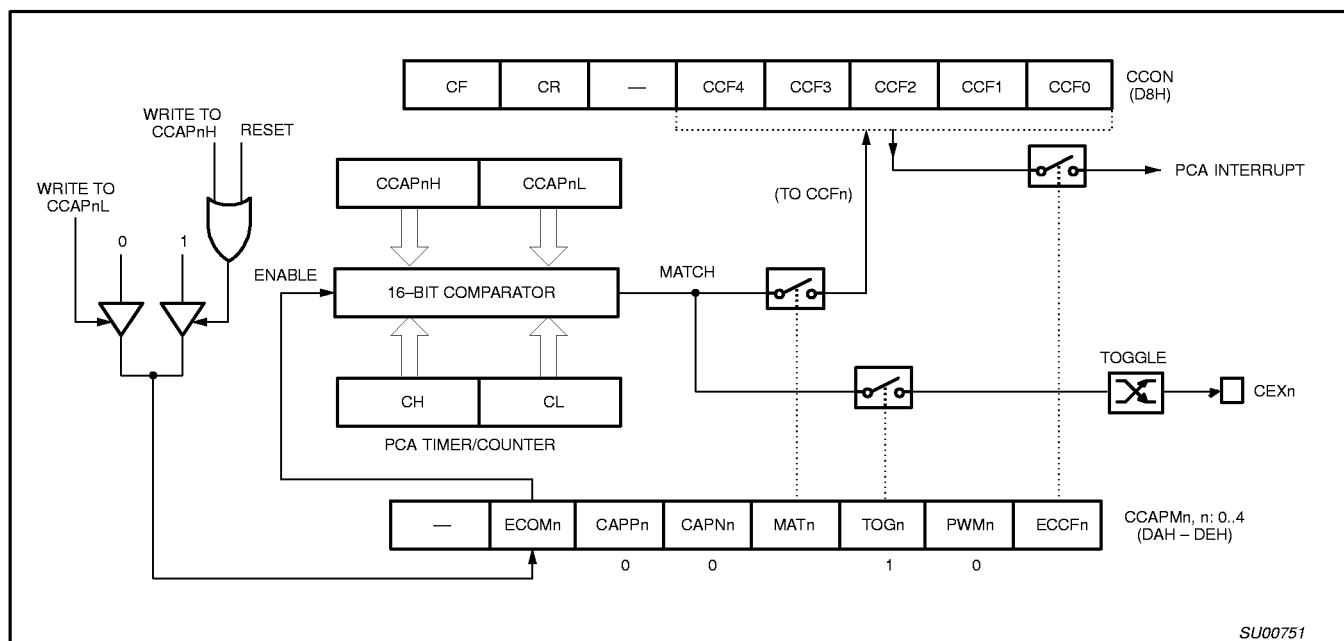 CF CR — CCF4 CCF3 CCF2 CCF1 CCF0
CCON
(D8H)
WRITE TO
CCAPnH
RESET
WRITE TO
CCAPnL
0 1
CCAPnH CCAPnL
(TO CCFn)
PCA INTERRUPT
ENABLE
16–BIT COMPARATOR
MATCH
CH CL
PCA TIMER/COUNTER
TOGGLE
CEXn
— ECOMn CAPPn CAPNn MATn TOGn PWMn ECCFn
CCAPMn, n: 0..4
(DAH – DEH)
0 0 1 0
SU00751